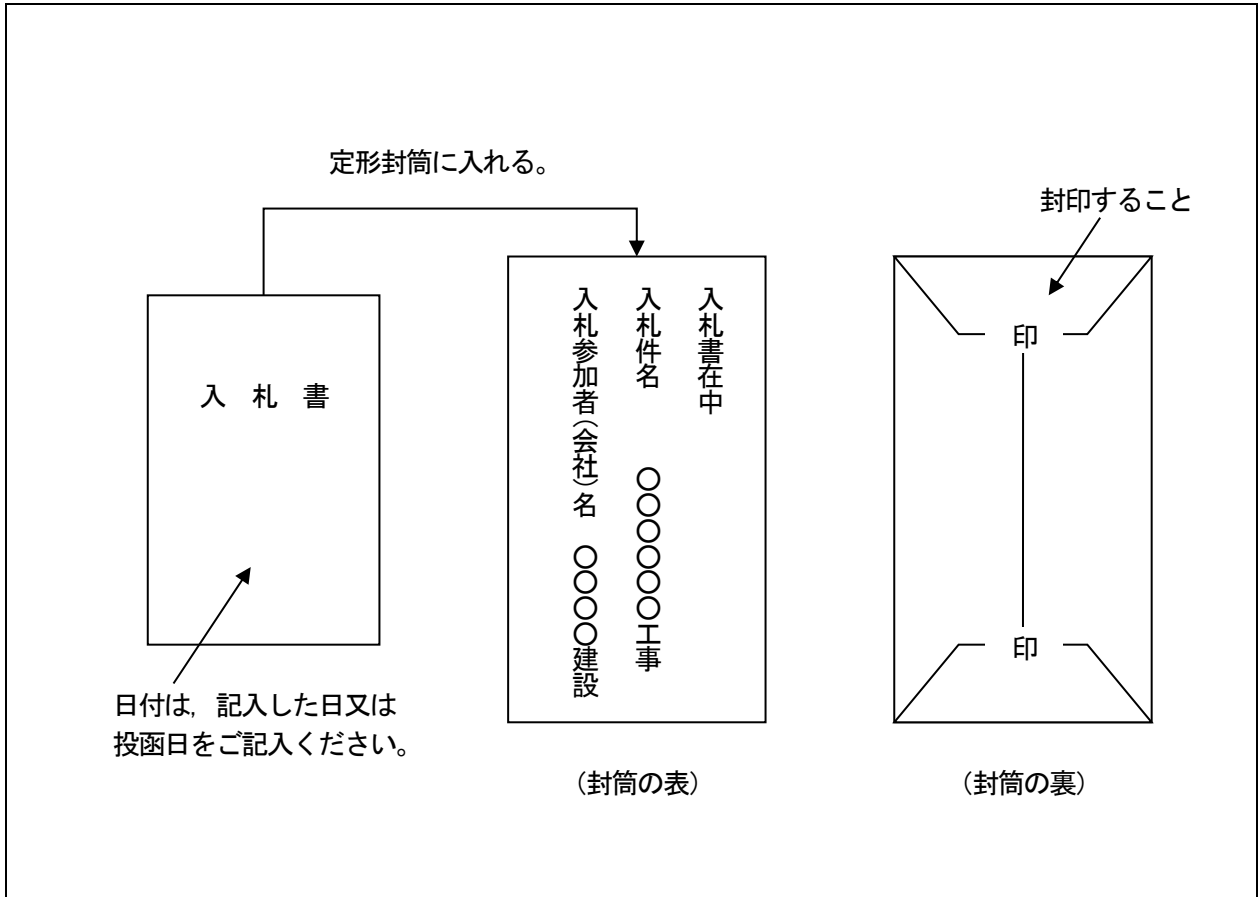 定形封筒に入れる。
封印すること
入　札　書
日付は，記入した日又は
投函日をご記入ください。
入札書在中
入札件名　　〇〇〇〇〇〇工事
入札参加者（会社）名　〇〇〇〇建設
（封筒の表）
印
印
（封筒の裏）